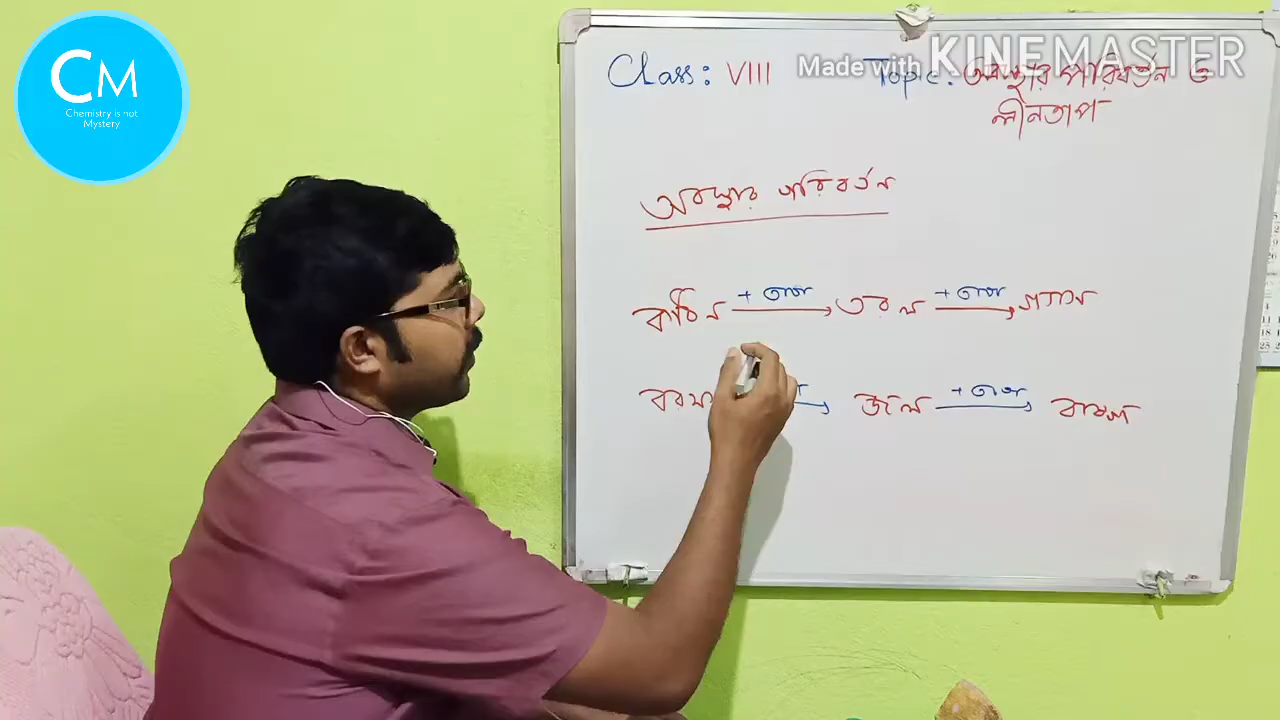 CM
Chemistry is not
Mystery
Made with KINEMASTER
Class: VIII Topic: অবস্থার পরিবর্তন ও
লীনতাপ
অবস্থার পরিবর্তন
কঠিন + তাপ তরল + তাপ গ্যাস
জল + তাপ বাষ্প